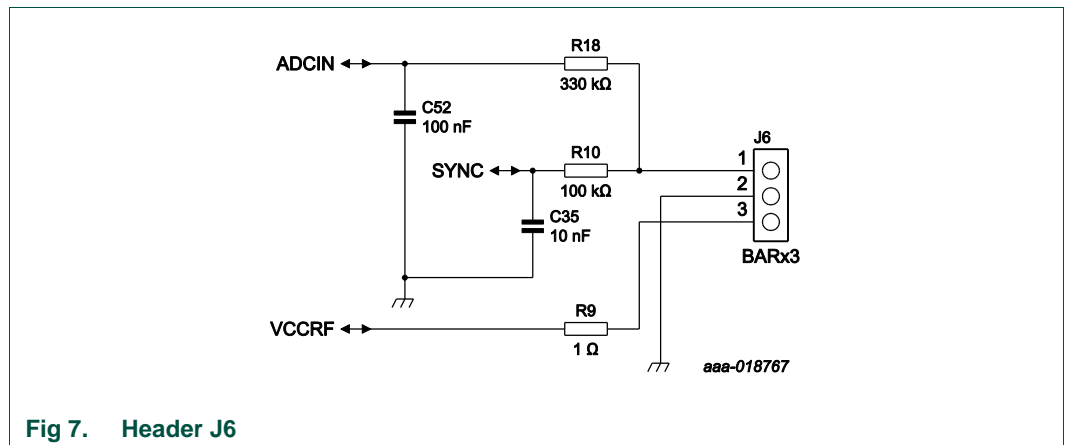 R18
ADCIN
330 kΩ
C52
100 nF
J6
R10
1
SYNC
2
100 kΩ
3
C35
10 nF
BARx3
R9
VCCRF
1 Ω
aaa-018767
Fig 7. Header J6